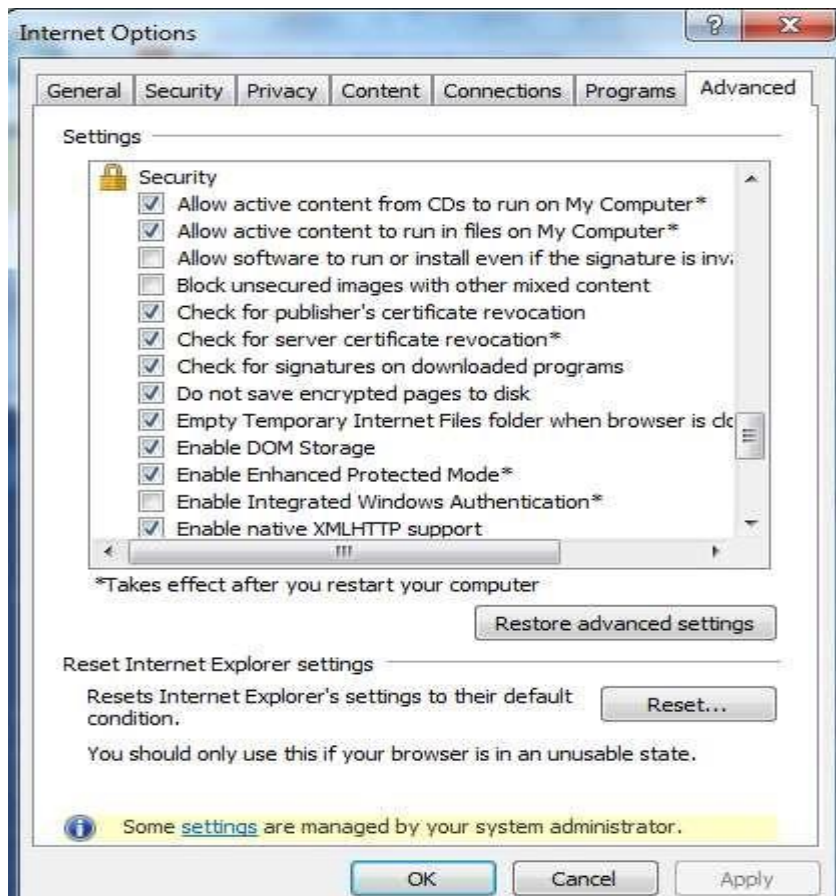 Internet Options
General Security Privacy Content Connections Programs Advanced
Settings
Security
Allow active content from CDs to run on My Computer*
Allow active content to run in files on My Computer*
Allow software to run or install even if the signature is inva
Block unsecured images with other mixed content
Check for publisher's certificate revocation
Check for server certificate revocation*
Check for signatures on downloaded programs
Do not save encrypted pages to disk
Empty Temporary Internet Files folder when browser is clo
Enable DOM Storage
Enable Enhanced Protected Mode*
Enable Integrated Windows Authentication*
Enable native XMLHTTP support
*Takes effect after you restart your computer
Restore advanced settings
Reset Internet Explorer settings
Resets Internet Explorer's settings to their default
condition.
Reset...
You should only use this if your browser is in an unusable state.
Some settings are managed by your system administrator.
OK Cancel Apply